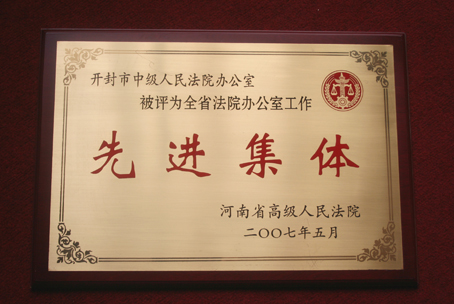 开封市中级人民法院办公室
被评为全省法院办公室工作
先进集体
河南省高级人民法院
二〇〇七年五月